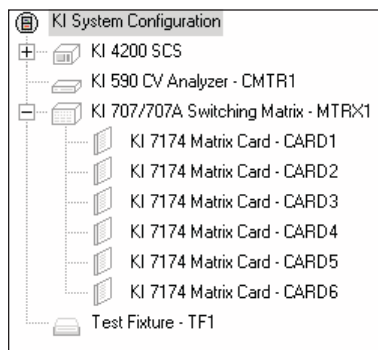 KI System Configuration
KI 4200 SCS
KI 590 CV Analyzer - CMTR1
KI 707/707A Switching Matrix - MTRX1
KI 7174 Matrix Card - CARD1
KI 7174 Matrix Card - CARD2
KI 7174 Matrix Card - CARD3
KI 7174 Matrix Card - CARD4
KI 7174 Matrix Card - CARD5
KI 7174 Matrix Card - CARD6
Test Fixture - TF1